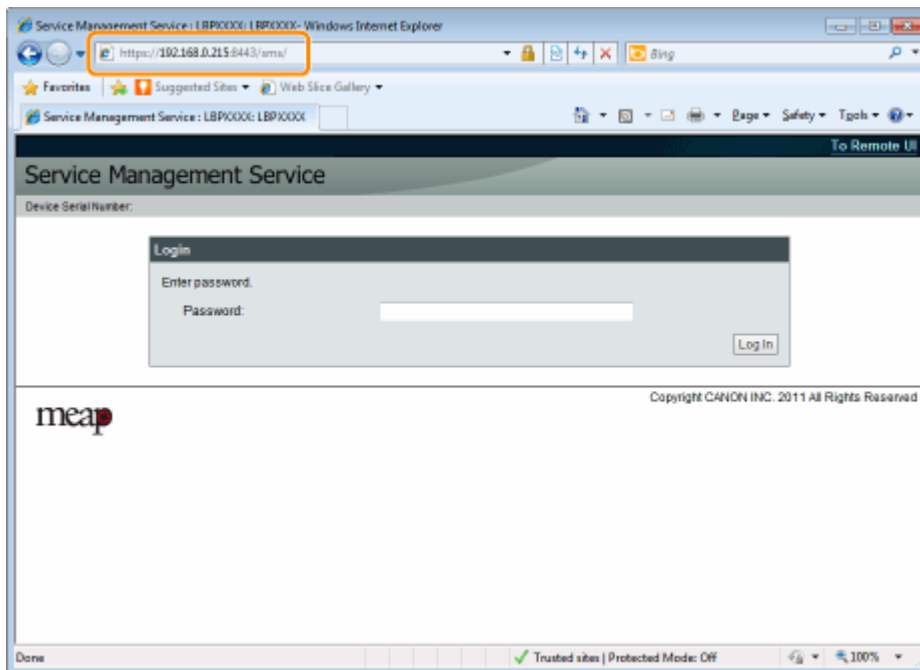 Service Management Service : LBPXXXX: LBPXXXX- Windows Internet Explorer
https://192.168.0.215:8443/sms/
Bing
Favorites Suggested Sites Web Slice Gallery
Service Management Service : LBPXXXX: LBPXXXX
Page Safety Tools
To Remote UI
Service Management Service
Device Serial Number:
Login
Enter password.
Password:
Log In
Copyright CANON INC. 2011 All Rights Reserved
meap
Done
Trusted sites | Protected Mode: Off
100%